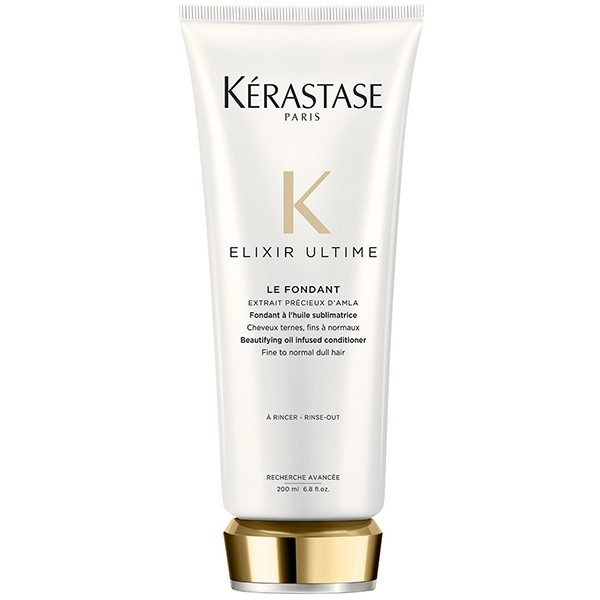 KÉRASTASE
PARIS
K
ELIXIR ULTIME
LE FONDANT
EXTRAIT PRÉCIEUX D'AMLA
Fondant à l'huile sublimatrice
Cheveux ternes, fins à normaux
Beautifying oil infused conditioner
Fine to normal dull hair
À RINCER - RINSE-OUT
RECHERCHE AVANCÉE
200 ml 6.8 fl.oz.